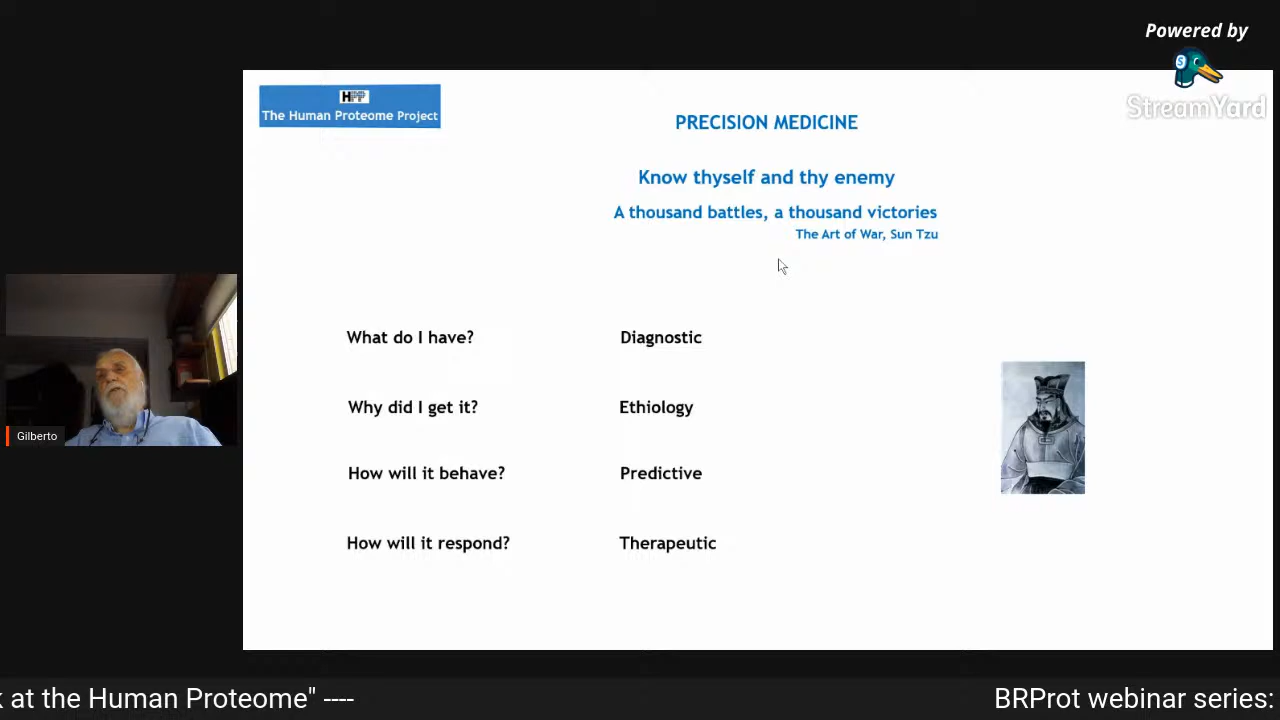 Powered by
StreamYard
HPP
The Human Proteome Project
PRECISION MEDICINE
Know thyself and thy enemy
A thousand battles, a thousand victories
The Art of War, Sun Tzu
What do I have? Diagnostic
Why did I get it? Ethiology
How will it behave? Predictive
How will it respond? Therapeutic
Gilberto
at the Human Proteome" ---- BRProt webinar series: